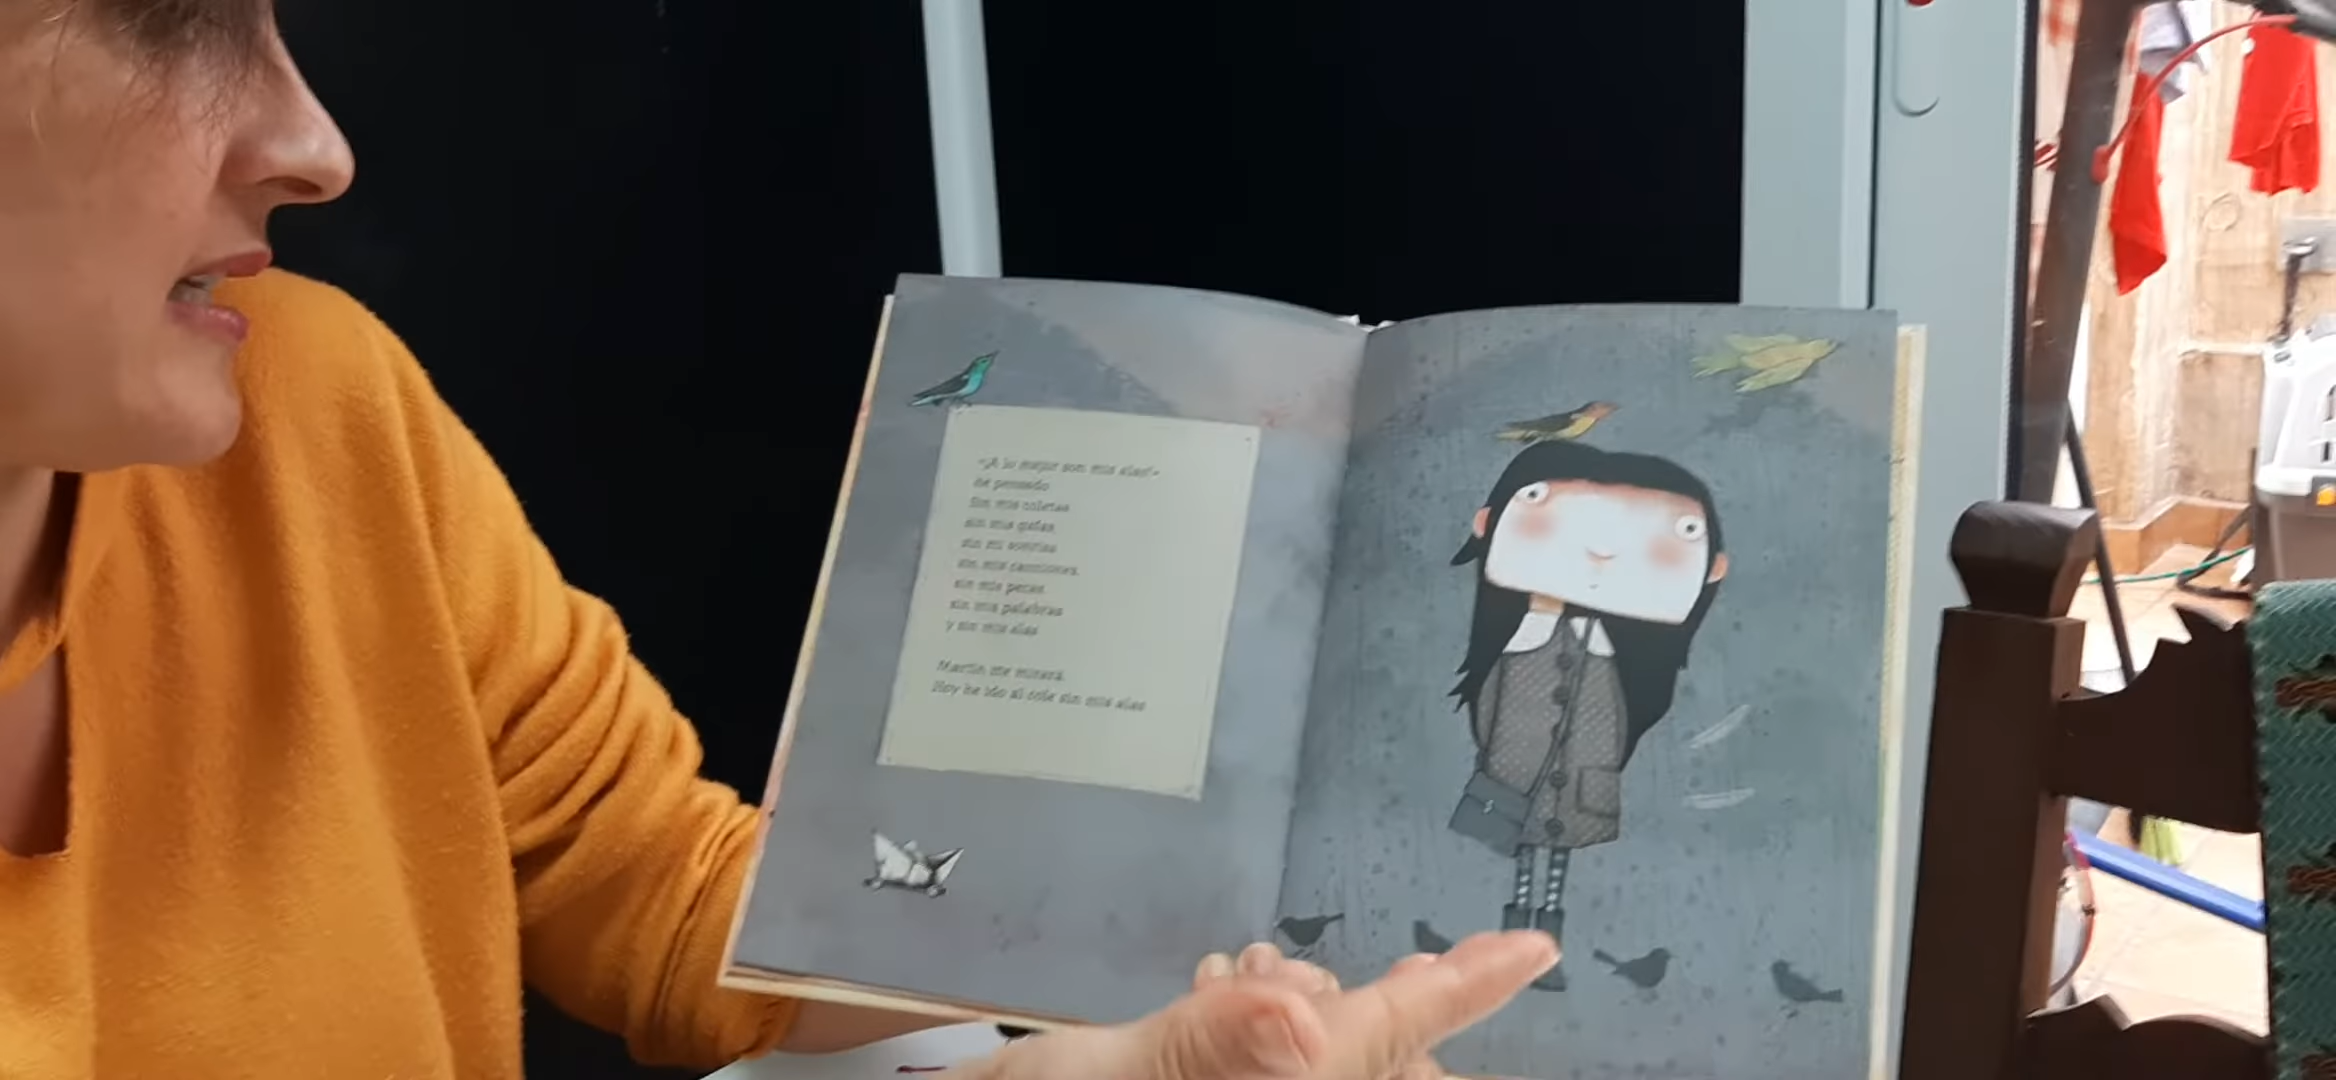 «¡A lo mejor son mis alas!»
he pensado.
Sin mis coletas,
sin mis gafas,
sin mi sonrisa,
sin mis canciones,
sin mis pecas,
sin mis palabras
y sin mis alas
Martín me mirará.
Hoy he ido al cole sin mis alas